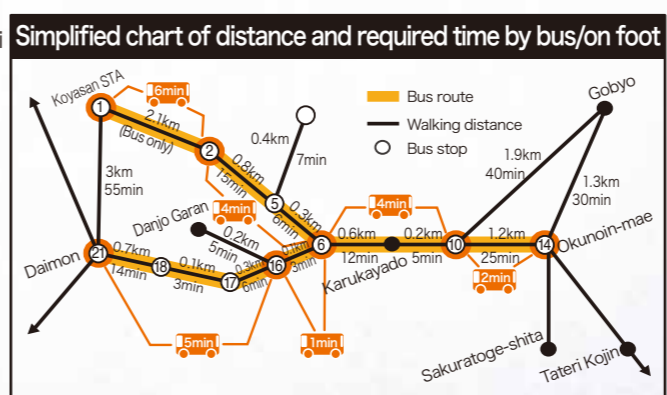 i
Simplified chart of distance and required time by bus/on foot
Koyasan STA
6min
1
2.1km
(Bus only)
2
Bus route
Walking distance
Bus stop
Gobyo
0.4km
7min
1.9km
40min
1.3km
30min
3km
55min
0.8km
15min
5
0.3km
6min
4min
4min
Danjo Garan
0.2km
5min
0.6km
12min
0.2km
5min
1.2km
25min
6
10
14
Okunoin-mae
Karukayado
Daimon
21
0.7km
14min
18
0.1km
3min
17
0.3km
6min
16
3min
2min
5min
1min
Sakuratoge-shita
Tateri Kojin